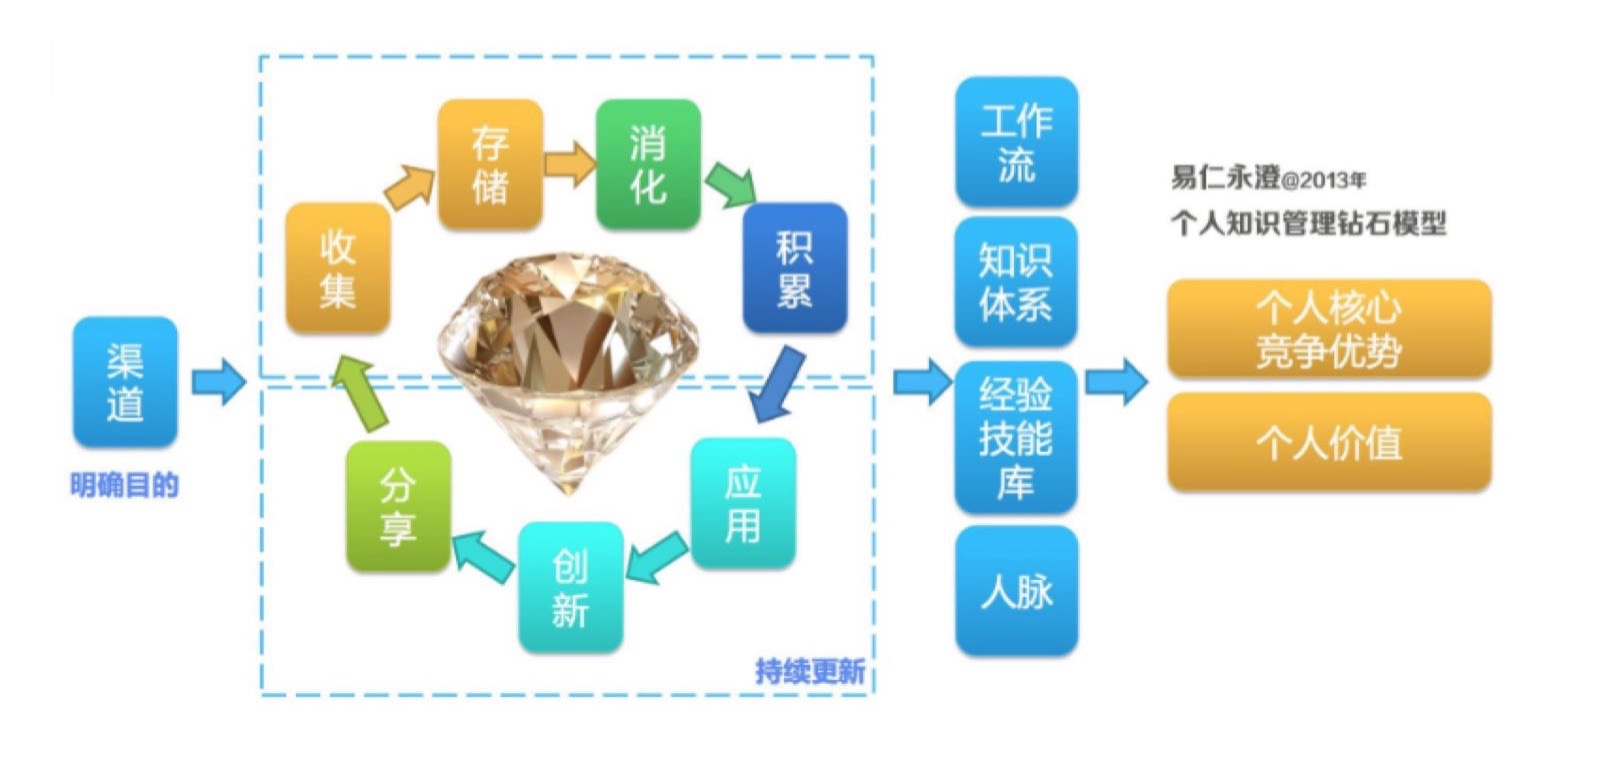 渠
道
明确目的
收
集
存
储
消
化
积
累
应
用
创
新
分
享
持续更新
工作
流
知识
体系
经验
技能
库
人脉
易仁永澄@2013年
个人知识管理钻石模型
个人核心
竞争优势
个人价值